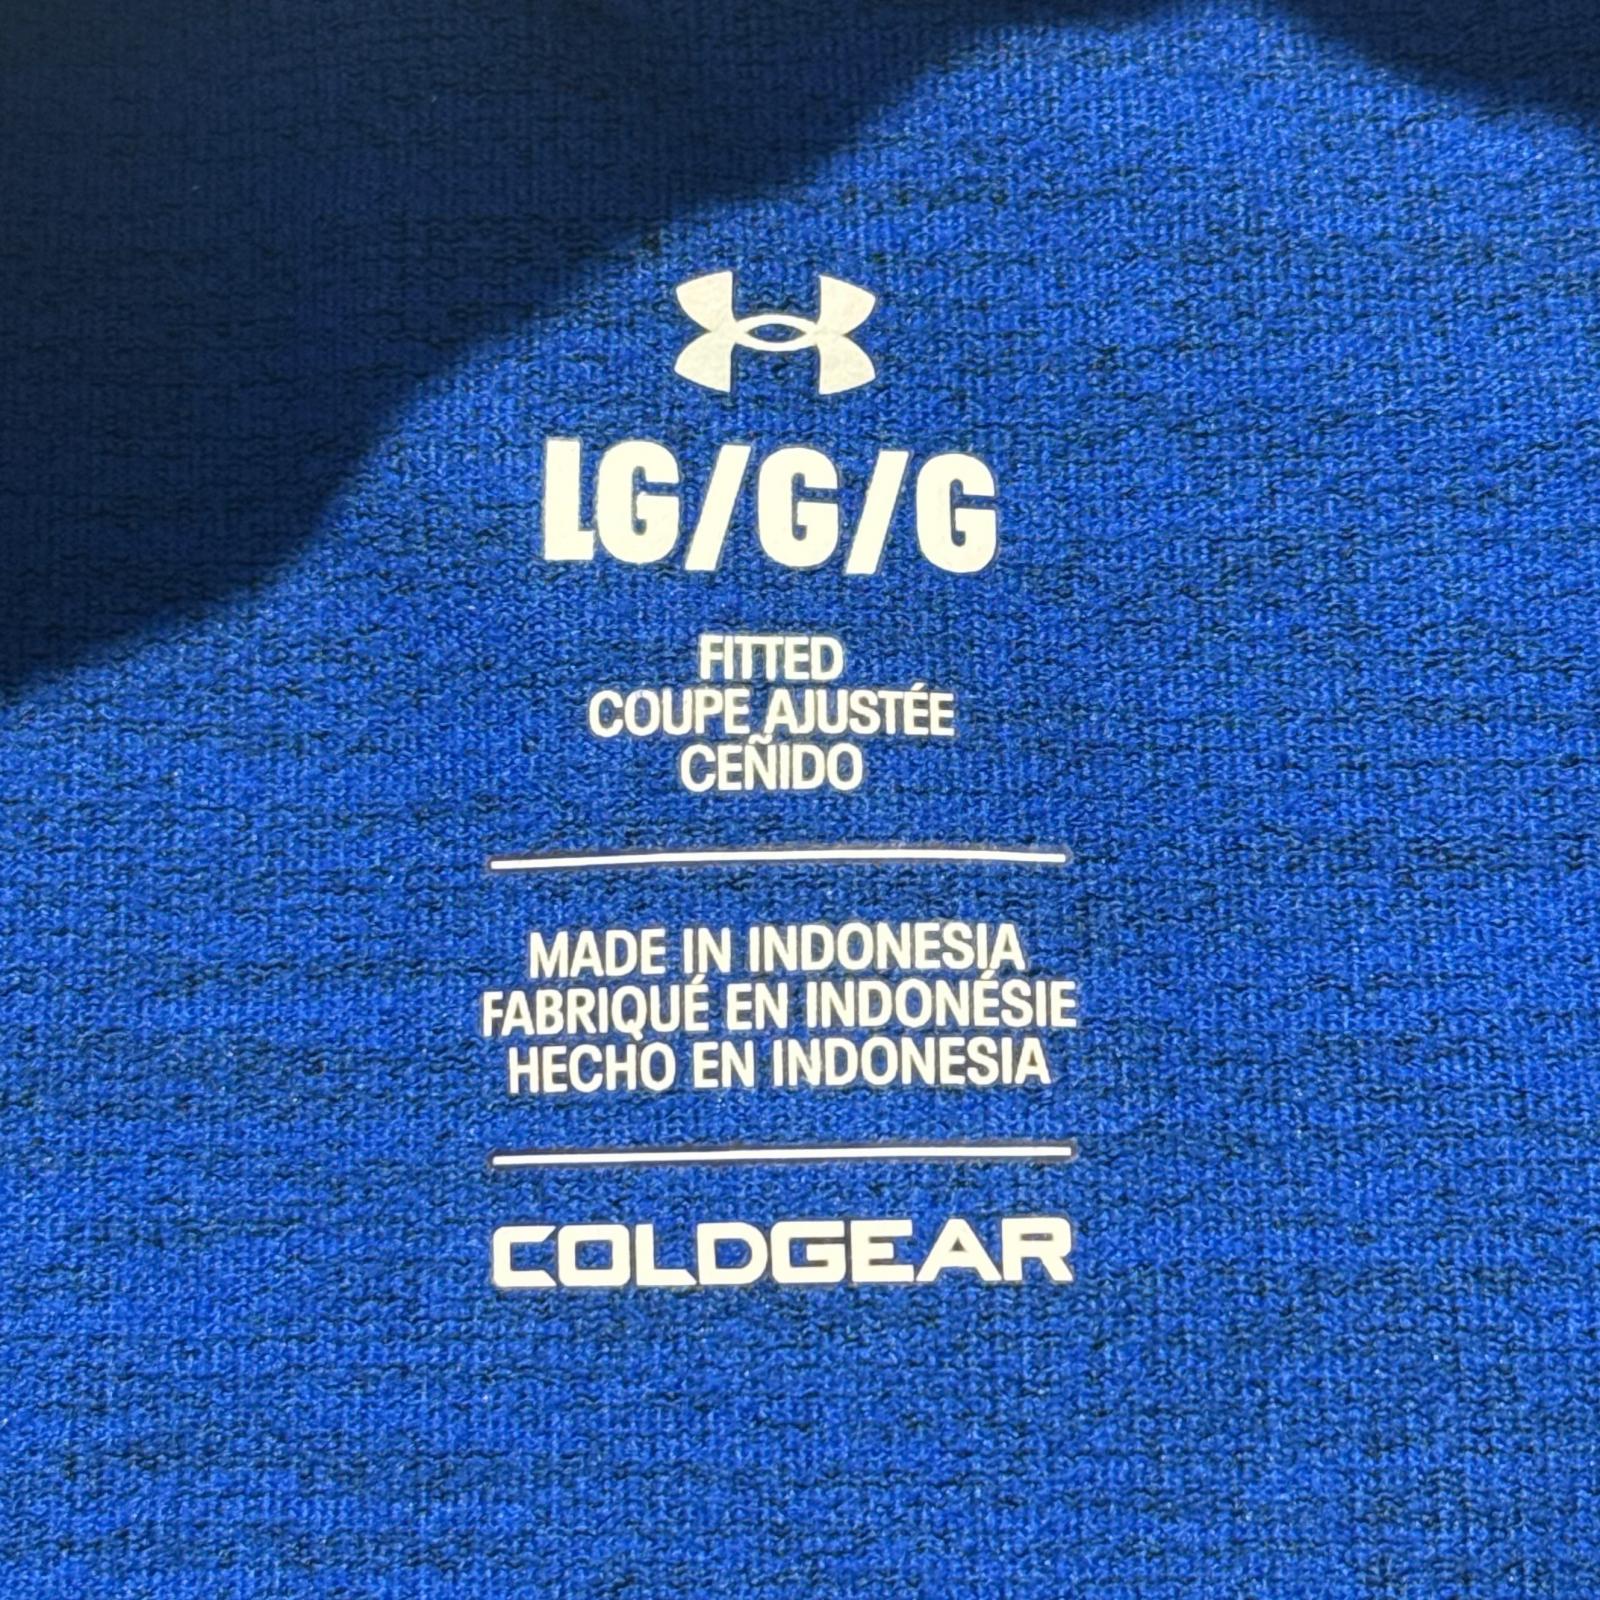 LG/G/G
FITTED
COUPE AJUSTÉE
CEÑIDO
MADE IN INDONESIA
FABRIQUÉ EN INDONÉSIE
HECHO EN INDONESIA
COLDGEAR